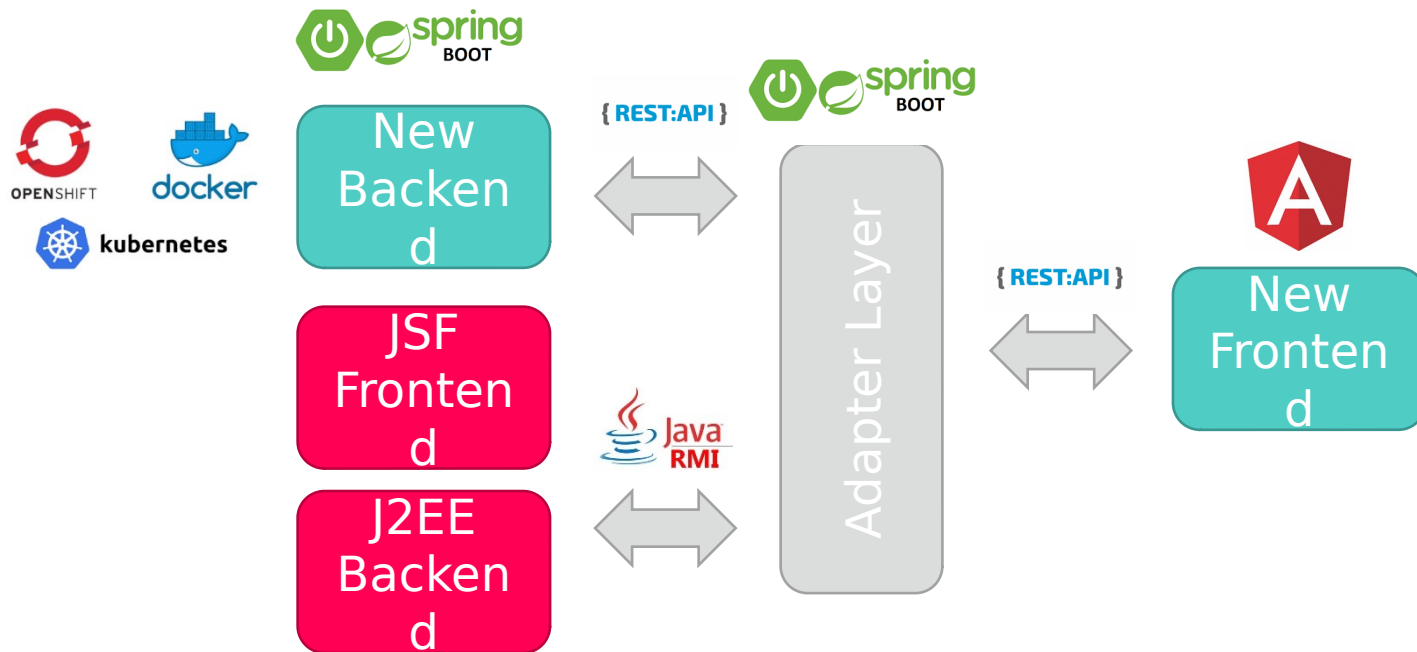 spring
BOOT
{ REST:API }
spring
BOOT
OPENSHIFT
docker
kubernetes
New
Backen
d
Adapter Layer
{ REST:API }
New
Fronten
d
JSF
Fronten
d
Java
RMI
J2EE
Backen
d